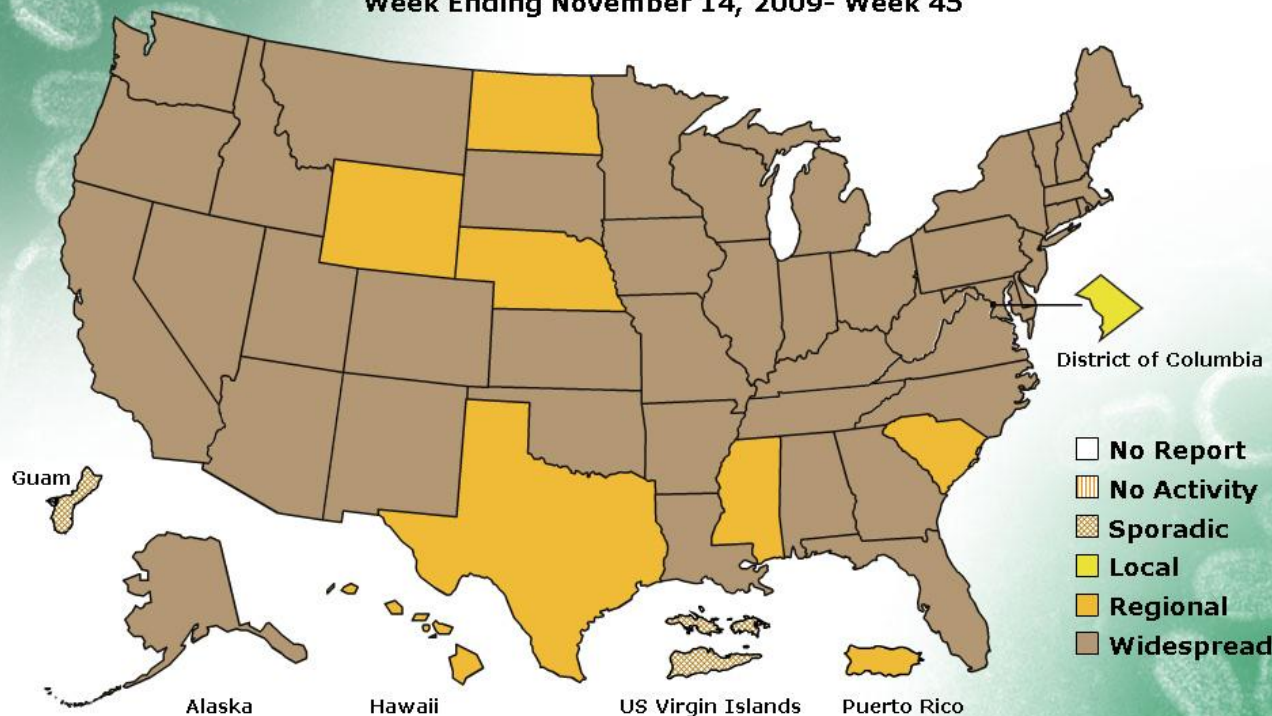 Week Ending November 14, 2009- Week 45
District of Columbia
No Report
Guam
No Activity
Sporadic
Local
Regional
Widespread
Alaska
Hawaii
US Virgin Islands
Puerto Rico